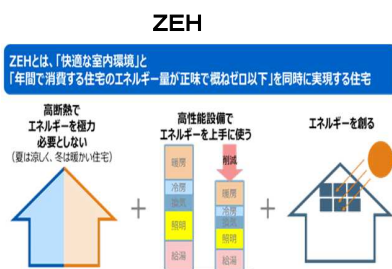 ZEH
ZEHとは、「快適な室内環境」と
「年間で消費する住宅のエネルギー量が正味で概ねゼロ以下」を同時に実現する住宅
高断熱で
エネルギーを極力
必要としない
（夏は涼しく、冬は暖かい住宅）
高性能設備で
エネルギーを上手に使う
エネルギーを創る
暖房
冷房
換気
照明
給湯
削減
暖房
冷房
換気
照明
給湯